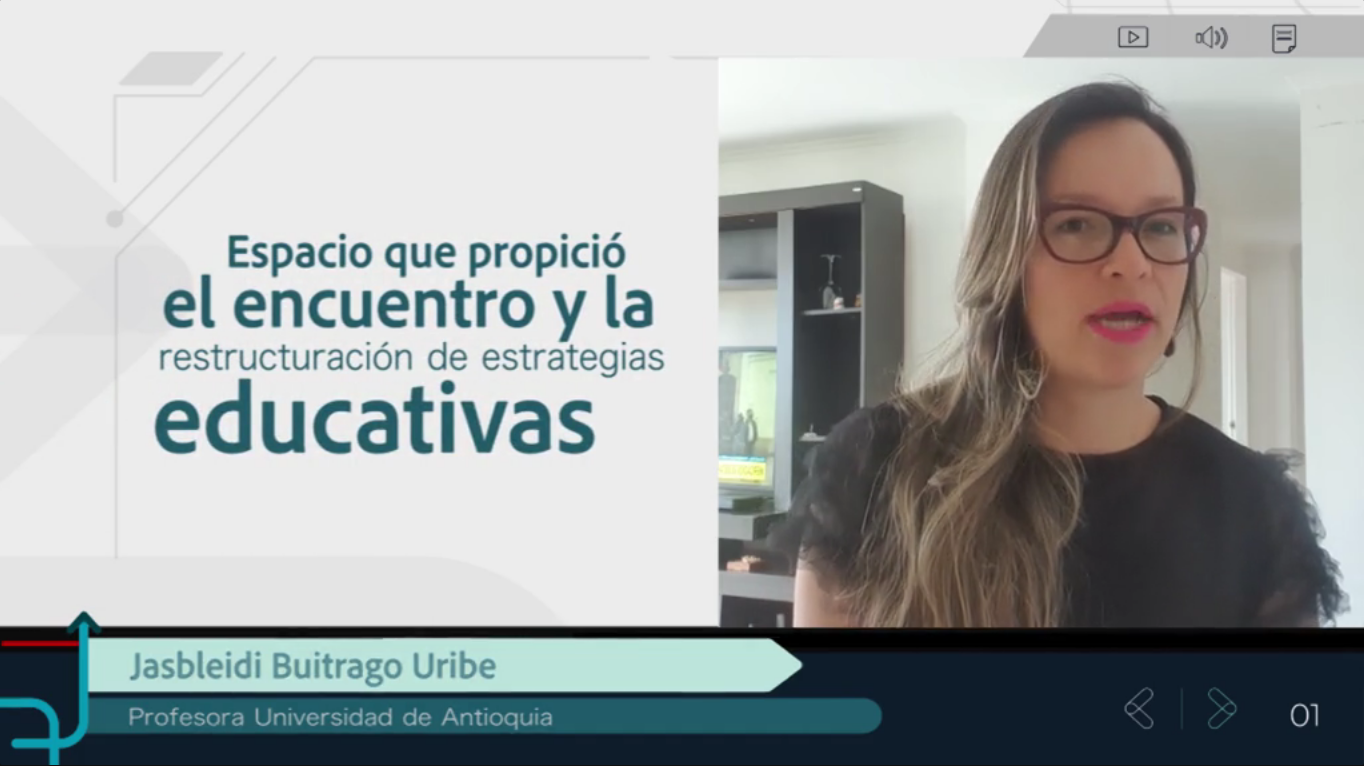 Espacio que propició
el encuentro y la
restructuración de estrategias
educativas
Jasbleidi Buitrago Uribe
Profesora Universidad de Antioquia
01